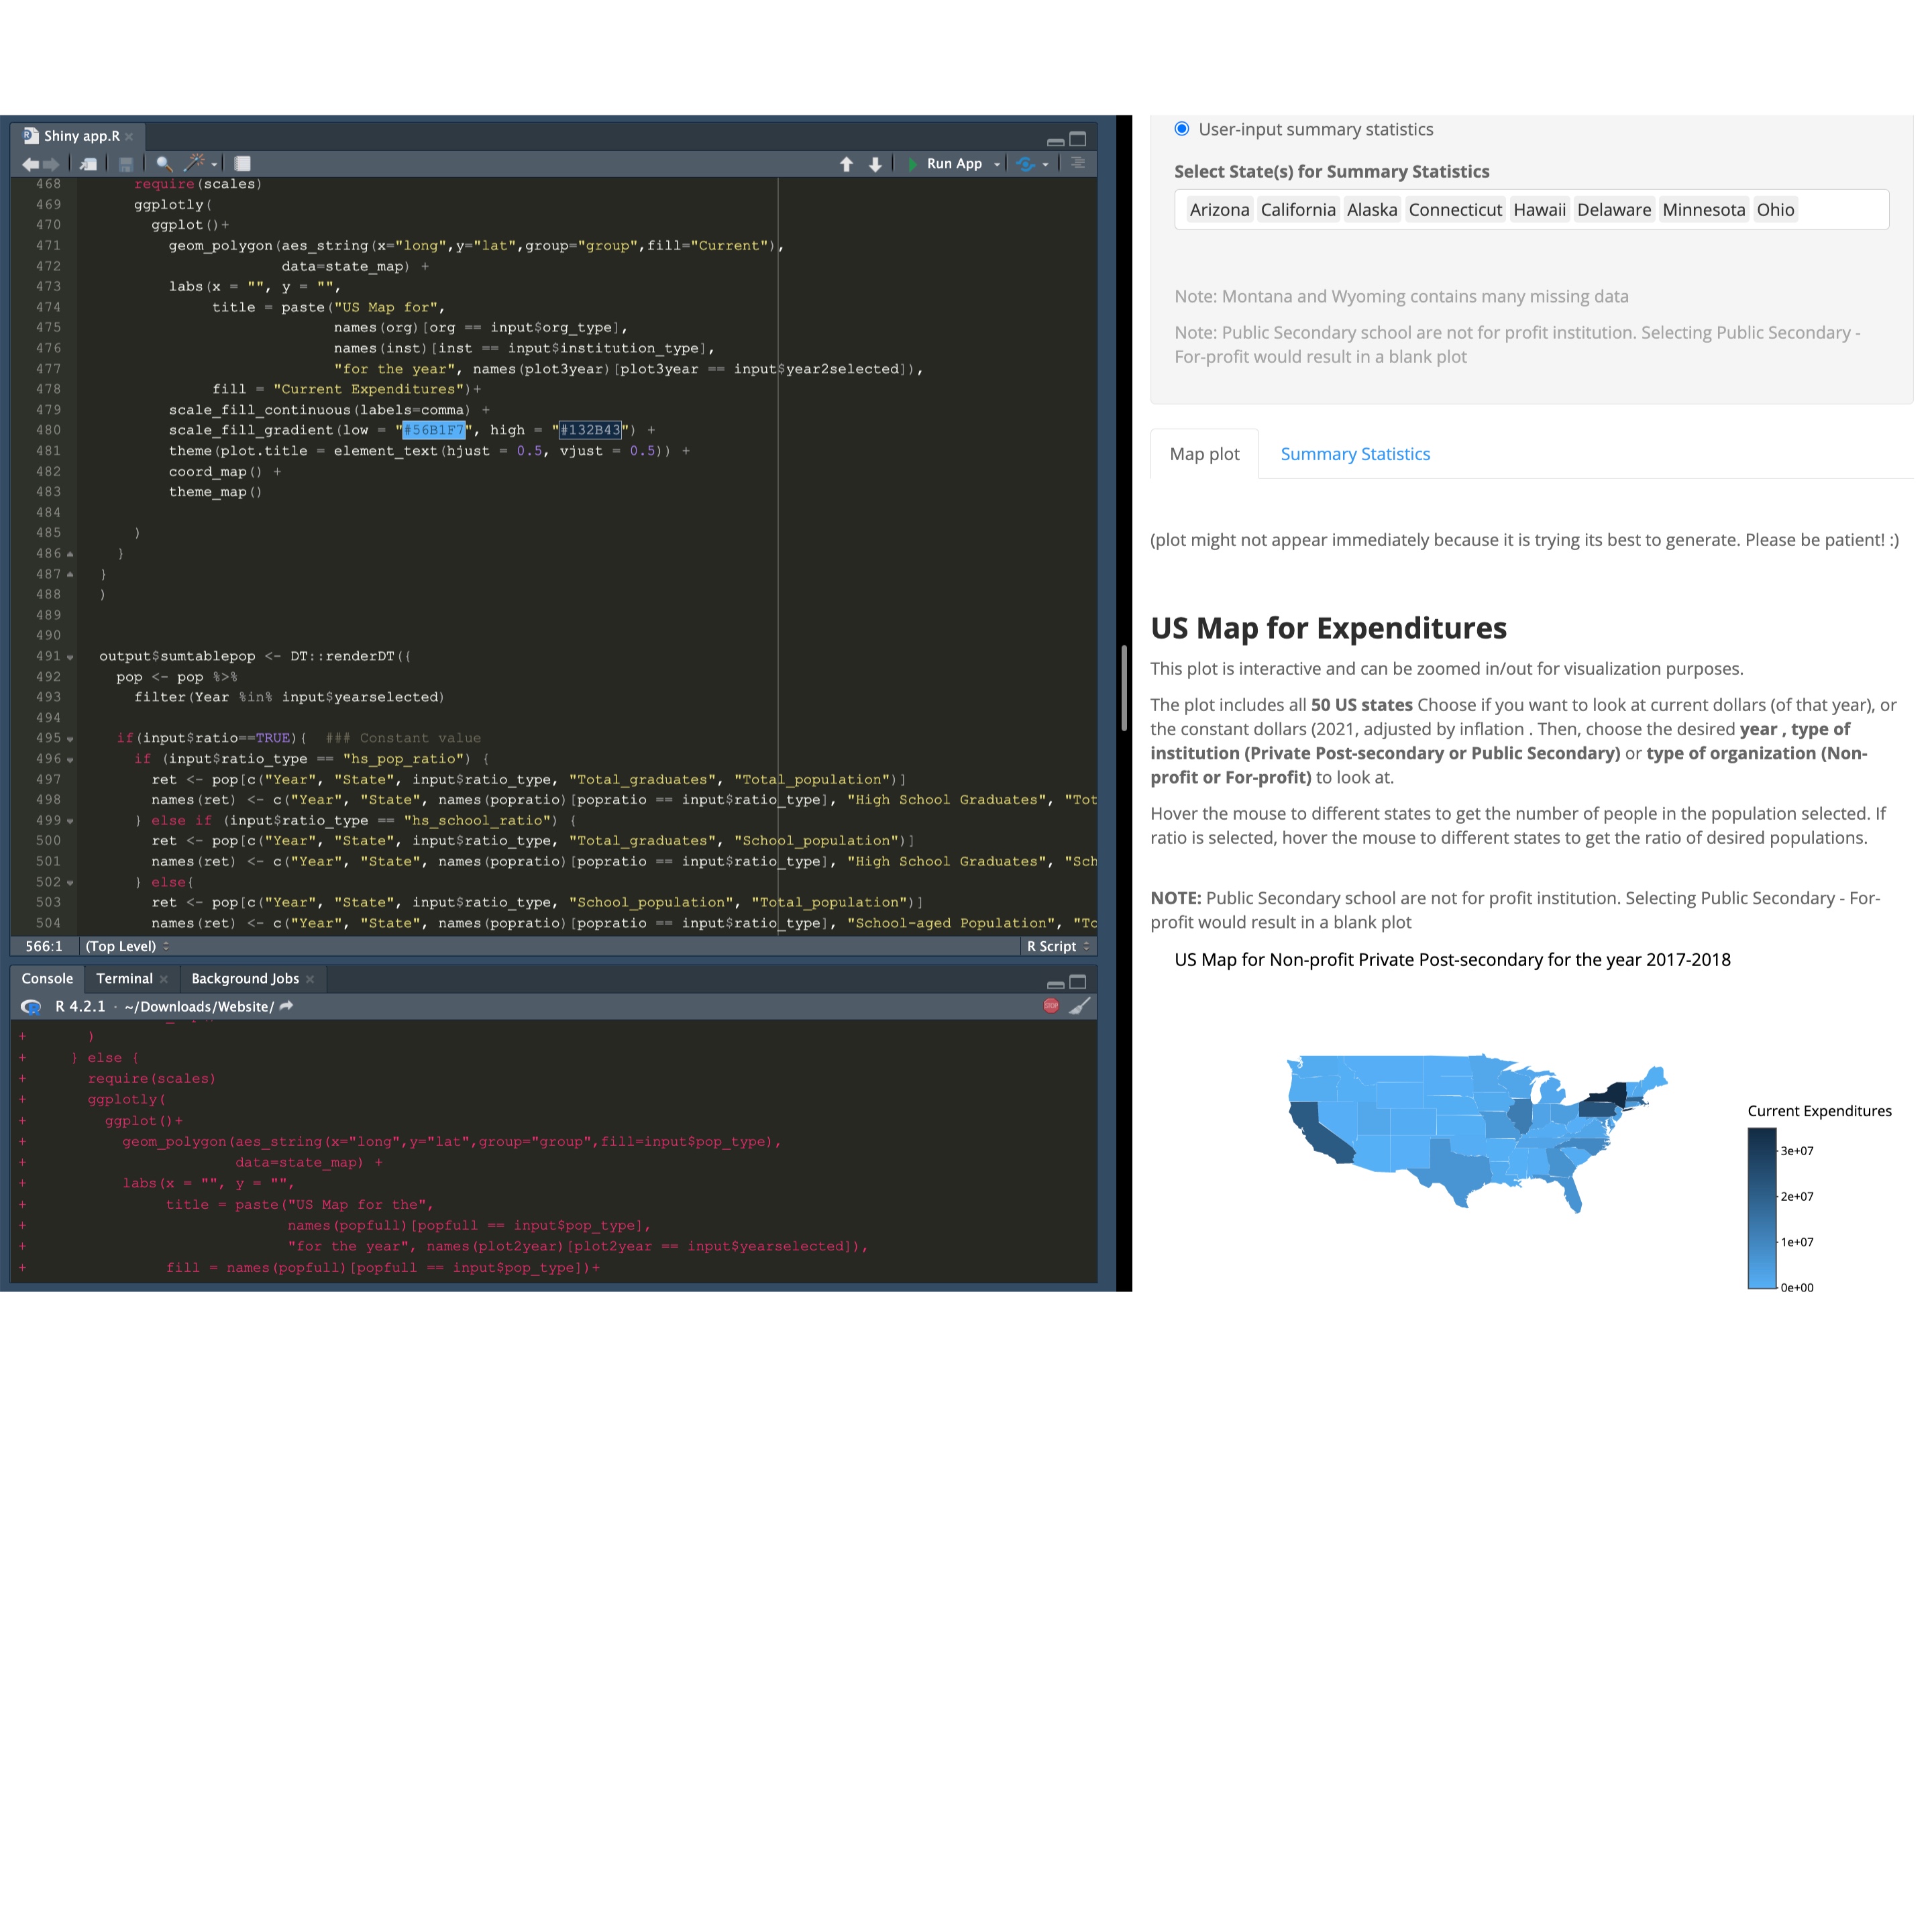 Shiny app.R
Run App
468 require(scales)
469 ggplotly(
470 ggplot()+
471 geom_polygon(aes_string(x="long",y="lat",group="group",fill="Current"),
472 data=state_map) +
473 labs(x = "", y = "",
474 title = paste("US Map for",
475 names(org)[org == input$org_type],
476 names(inst)[inst == input$institution_type],
477 "for the year", names(plot3year)[plot3year == input$year2selected]),
478 fill = "Current Expenditures")+
479 scale_fill_continuous(labels=comma) +
480 scale_fill_gradient(low = "#56B1F7", high = "#132B43") +
481 theme(plot.title = element_text(hjust = 0.5, vjust = 0.5)) +
482 coord_map() +
483 theme_map()
484
485 )
486 }
487 }
488 )
489
490
491 output$sumtablepop <- DT::renderDT({
492 pop <- pop %>%
493 filter(Year %in% input$yearselected)
494
495 if(input$ratio==TRUE){ ### Constant value
496 if (input$ratio_type == "hs_pop_ratio") {
497 ret <- pop[c("Year", "State", input$ratio_type, "Total_graduates", "Total_population")]
498 names(ret) <- c("Year", "State", names(popratio)[popratio == input$ratio_type], "High School Graduates", "Tot
499 } else if (input$ratio_type == "hs_school_ratio") {
500 ret <- pop[c("Year", "State", input$ratio_type, "Total_graduates", "School_population")]
501 names(ret) <- c("Year", "State", names(popratio)[popratio == input$ratio_type], "High School Graduates", "Sch
502 } else{
503 ret <- pop[c("Year", "State", input$ratio_type, "School_population", "Total_population")]
504 names(ret) <- c("Year", "State", names(popratio)[popratio == input$ratio_type], "School-aged Population", "To
566:1 (Top Level) R Script
Console Terminal Background Jobs
R 4.2.1 · ~/Downloads/Website/
+ )
+ } else {
+ require(scales)
+ ggplotly(
+ ggplot()+
+ geom_polygon(aes_string(x="long",y="lat",group="group",fill=input$pop_type),
+ data=state_map) +
+ labs(x = "", y = "",
+ title = paste("US Map for the",
+ names(popfull)[popfull == input$pop_type],
+ "for the year", names(plot2year)[plot2year == input$yearselected]),
+ fill = names(popfull)[popfull == input$pop_type])+
User-input summary statistics
Select State(s) for Summary Statistics
Arizona California Alaska Connecticut Hawaii Delaware Minnesota Ohio
Note: Montana and Wyoming contains many missing data
Note: Public Secondary school are not for profit institution. Selecting Public Secondary -
For-profit would result in a blank plot
Map plot Summary Statistics
(plot might not appear immediately because it is trying its best to generate. Please be patient! :)
US Map for Expenditures
This plot is interactive and can be zoomed in/out for visualization purposes.
The plot includes all 50 US states Choose if you want to look at current dollars (of that year), or
the constant dollars (2021, adjusted by inflation . Then, choose the desired year , type of
institution (Private Post-secondary or Public Secondary) or type of organization (Non-
profit or For-profit) to look at.
Hover the mouse to different states to get the number of people in the population selected. If
ratio is selected, hover the mouse to different states to get the ratio of desired populations.
NOTE: Public Secondary school are not for profit institution. Selecting Public Secondary - For-
profit would result in a blank plot
US Map for Non-profit Private Post-secondary for the year 2017-2018
Current Expenditures
3e+07
2e+07
1e+07
0e+00